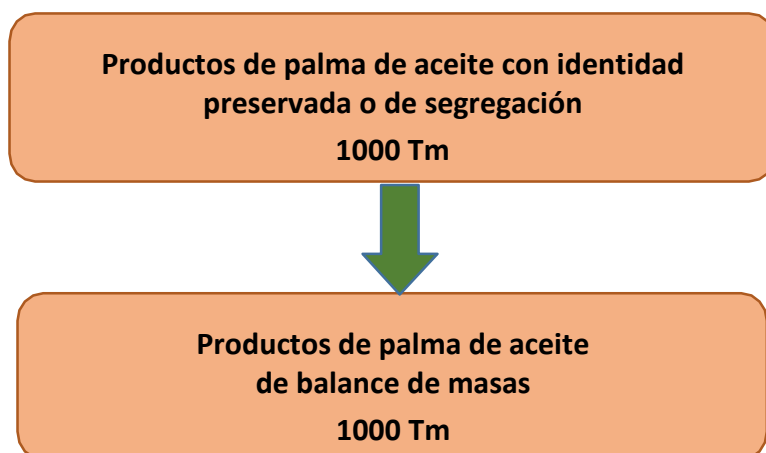 Productos de palma de aceite con identidad
preservada o de segregación
1000 Tm
Productos de palma de aceite
de balance de masas
1000 Tm